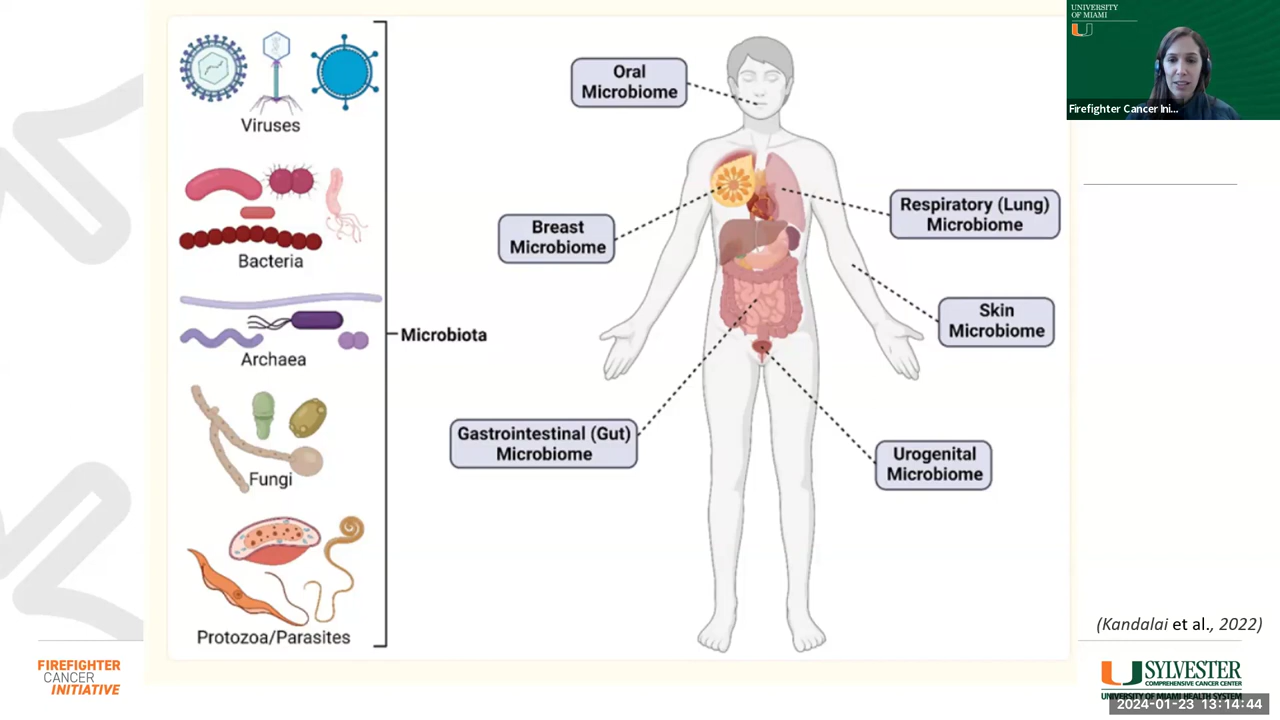 UNIVERSITY
OF MIAMI
Firefighter Cancer Ini...
Viruses
Bacteria
Archaea
Fungi
Protozoa/Parasites
Microbiota
Oral
Microbiome
Breast
Microbiome
Respiratory (Lung)
Microbiome
Skin
Microbiome
Gastrointestinal (Gut)
Microbiome
Urogenital
Microbiome
(Kandalai et al., 2022)
FIREFIGHTER
CANCER
INITIATIVE
SYLVESTER
COMPREHENSIVE CANCER CENTER
UNIVERSITY OF MIAMI HEALTH SYSTEM
2024-01-23 13:14:44